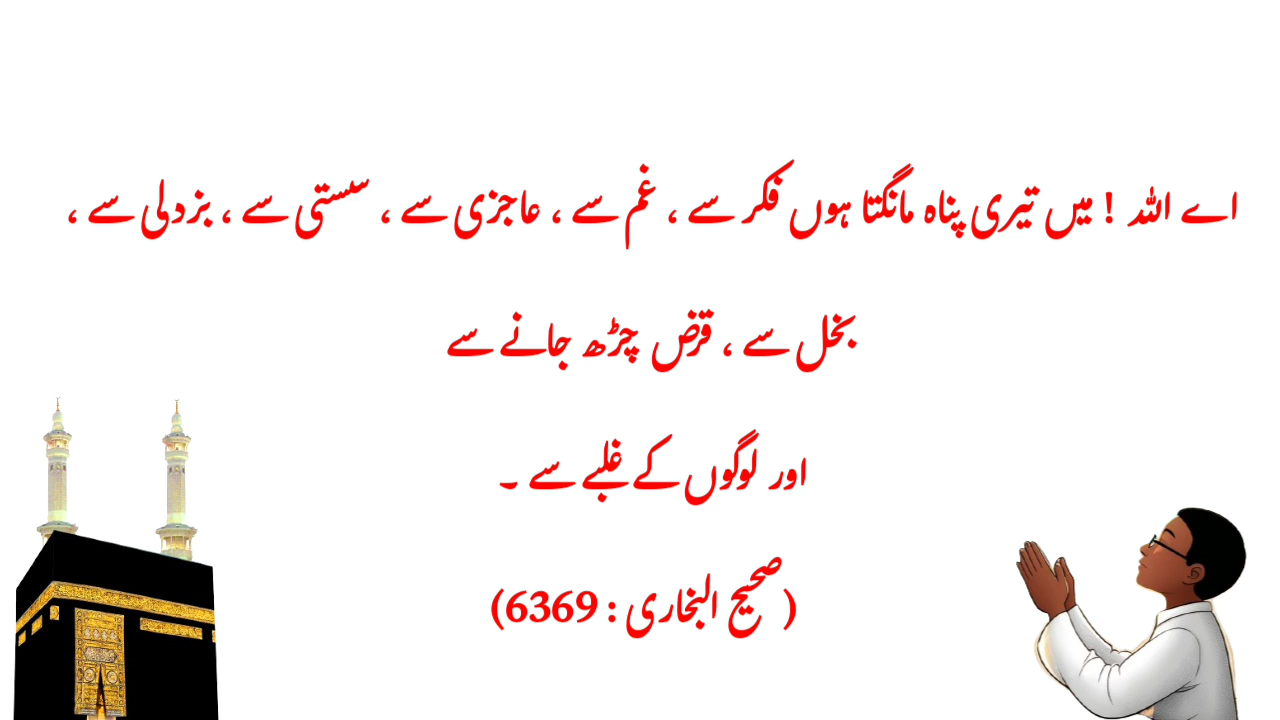 اے اللہ ! میں تیری پناہ مانگتا ہوں فکر سے ، غم سے ، عاجزی سے ، سستی سے ، بزدلی سے ،
بخل سے ، قرض چڑھ جانے سے
اور لوگوں کے غلبے سے ۔
(صحیح البخاری : 6369)